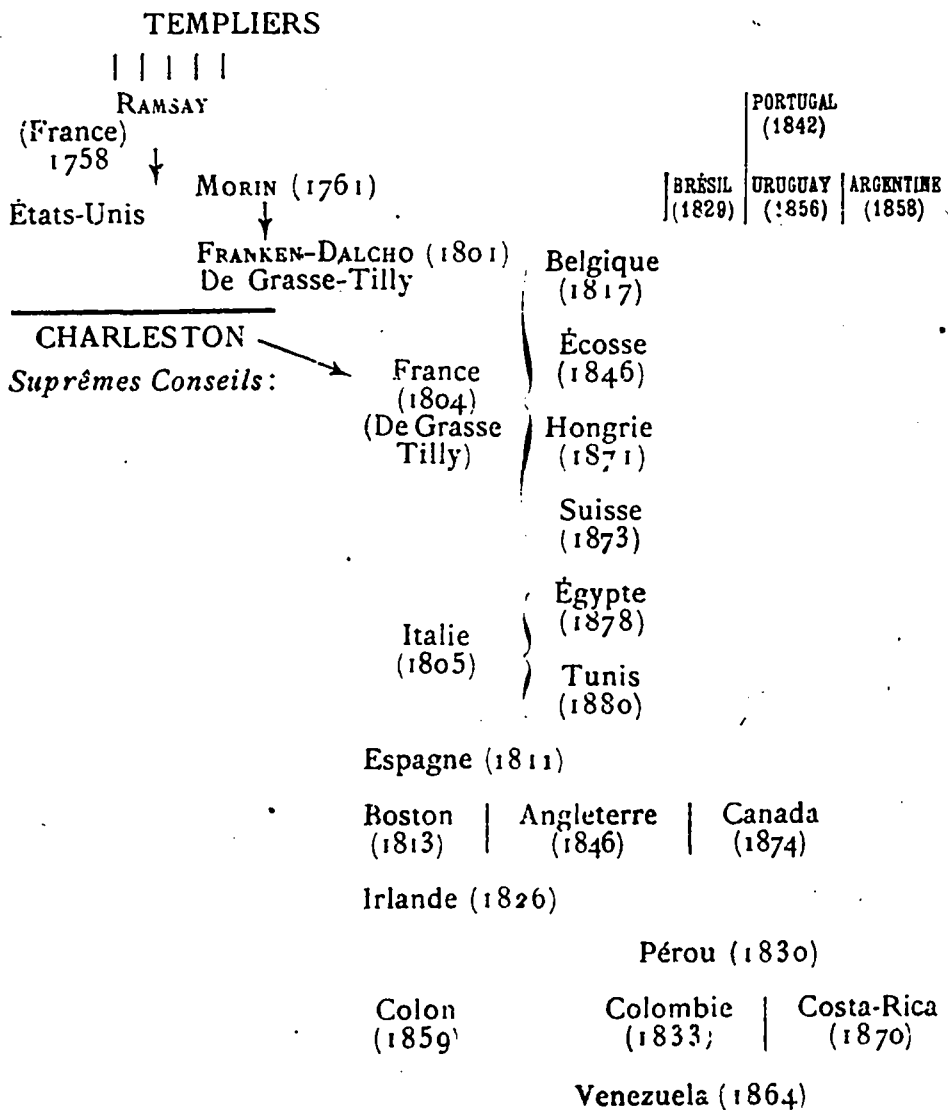 TEMPLIERS
RAMSAY
(France)
1758
États-Unis
MORIN (1761)
FRANKEN-DALCHO (1801)
De Grasse-Tilly
PORTUGAL
(1842)
BRÉSIL
(1829)
URUGUAY
(1856)
ARGENTINE
(1858)
CHARLESTON
Suprêmes Conseils:
France
(1804)
(De Grasse
Tilly)
Belgique
(1817)
Écosse
(1846)
Hongrie
(1871)
Suisse
(1873)
Italie
(1805)
Égypte
(1878)
Tunis
(1880)
Espagne (1811)
Boston
(1813)
Angleterre
(1846)
Canada
(1874)
Irlande (1826)
Pérou (1830)
Colon
(1859)
Colombie
(1833;
Costa-Rica
(1870)
Venezuela (1864)